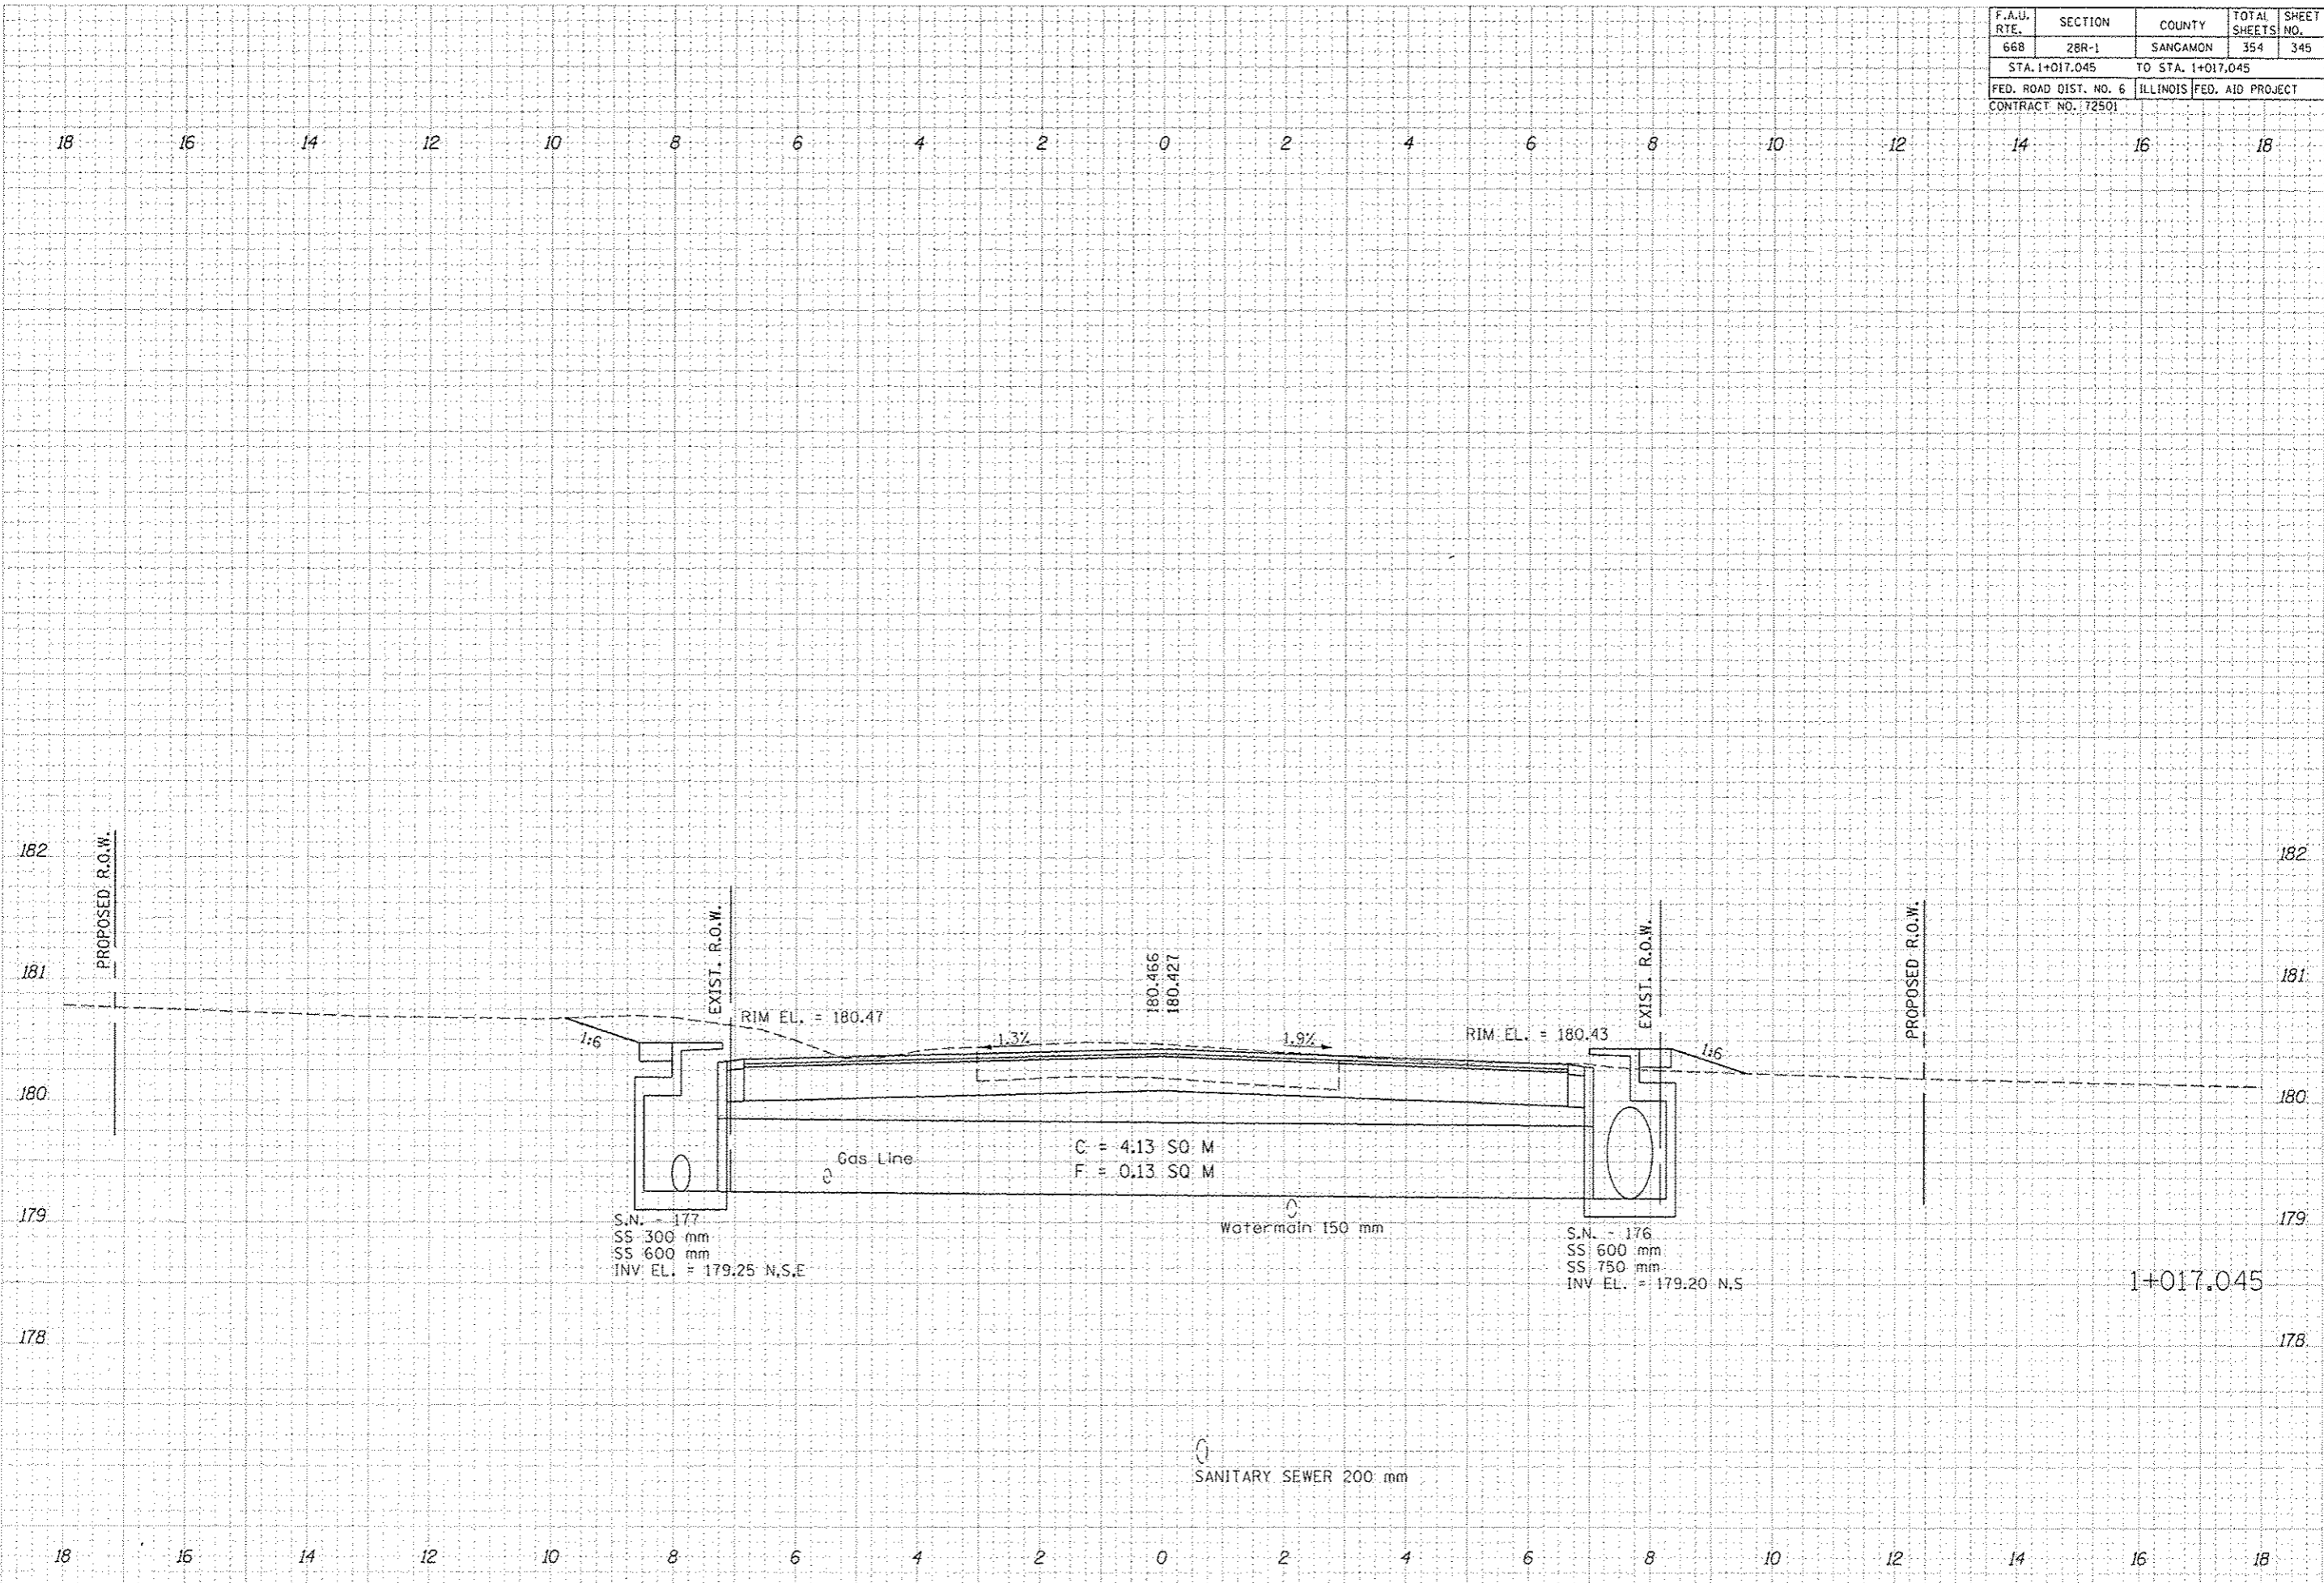 F.A.U. RTE. SECTION COUNTY TOTAL SHEETS SHEET NO.
668 28R-1 SANGAMON 354 345
STA. 1+017.045 TO STA. 1+017.045
FED. ROAD DIST. NO. 6 ILLINOIS FED. AID PROJECT
CONTRACT NO. 72501
18 16 14 12 10 8 6 4 2 0 2 4 6 8 10 12 14 16 18
182 182
PROPOSED R.O.W.
EXIST. R.O.W.
EXIST. R.O.W.
PROPOSED R.O.W.
181 181
180.466
180.427
RIM EL. = 180.47
RIM EL. = 180.43
1:6
1.3%
1.9%
1:6
180 180
C = 4.13 SQ M
F = 0.13 SQ M
Gas Line
179 179
S.N. - 177
SS 300 mm
SS 600 mm
INV EL. = 179.25 N,S,E
Watermain 150 mm
S.N. - 176
SS 600 mm
SS 750 mm
INV EL. = 179.20 N,S
1+017.045
178 178
SANITARY SEWER 200 mm
18 16 14 12 10 8 6 4 2 0 2 4 6 8 10 12 14 16 18